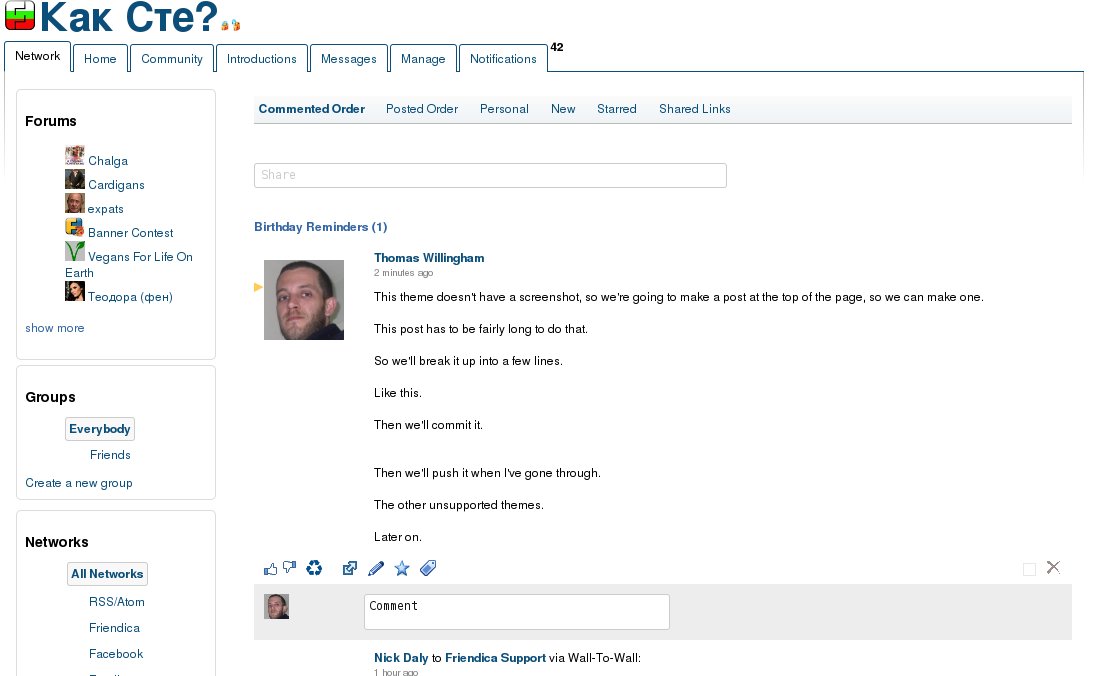 Как Сте?
Network
Home
Community
Introductions
Messages
Manage
Notifications
42
Forums
Chalga
Cardigans
expats
Banner Contest
Vegans For Life On
Earth
Теодора (фен)
show more
Groups
Everybody
Friends
Create a new group
Networks
All Networks
RSS/Atom
Friendica
Facebook
Commented Order
Posted Order
Personal
New
Starred
Shared Links
Share
Birthday Reminders (1)
Thomas Willingham
2 minutes ago
This theme doesn't have a screenshot, so we're going to make a post at the top of the page, so we can make one.
This post has to be fairly long to do that.
So we'll break it up into a few lines.
Like this.
Then we'll commit it.
Then we'll push it when I've gone through.
The other unsupported themes.
Later on.
Comment
Nick Daly to Friendica Support via Wall-To-Wall:
1 hour ago